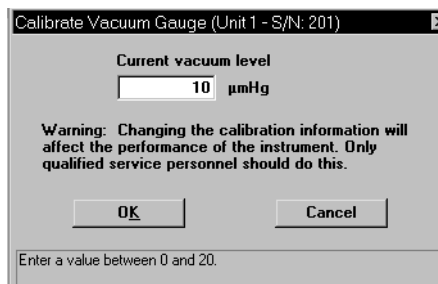 Calibrate Vacuum Gauge (Unit 1 - S/N: 201)
Current vacuum level
10 µmHg
Warning: Changing the calibration information will
affect the performance of the instrument. Only
qualified service personnel should do this.
OK Cancel
Enter a value between 0 and 20.